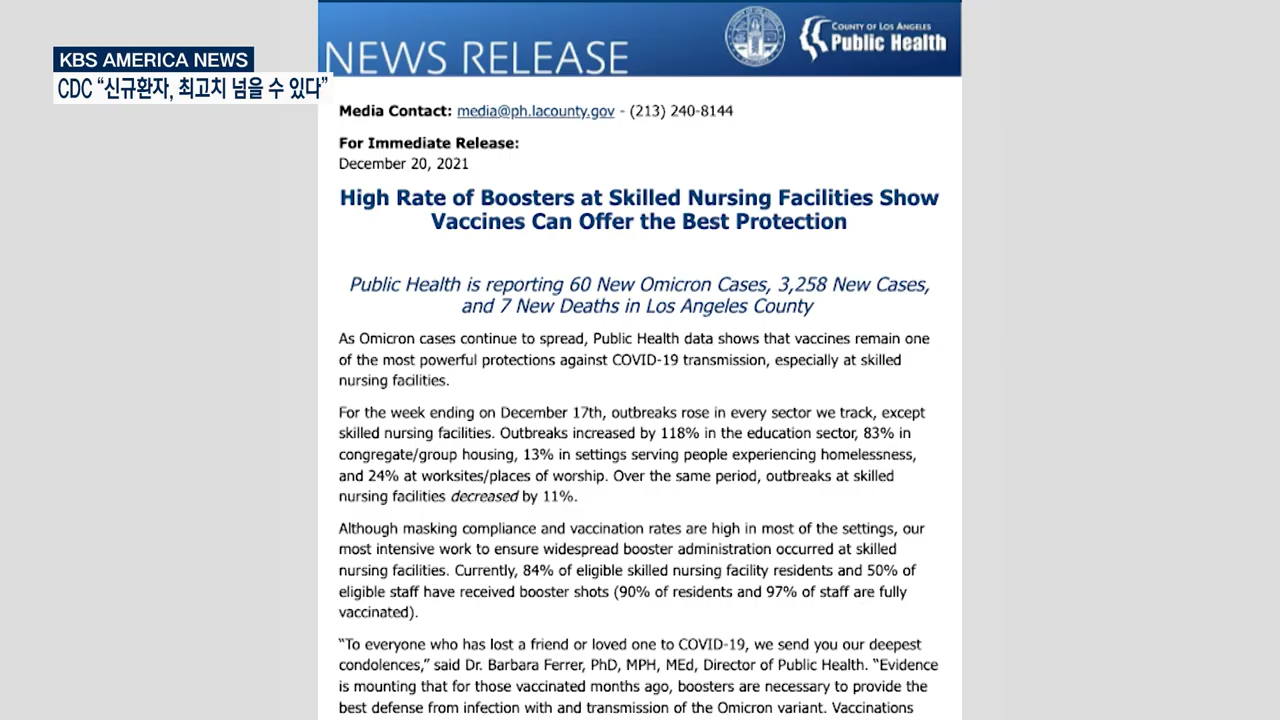 KBS AMERICA NEWS
CDC “신규환자, 최고치 넘을 수 있다”
NEWS RELEASE
COUNTY OF LOS ANGELES
Public Health
Media Contact: media@ph.lacounty.gov - (213) 240-8144
For Immediate Release:
December 20, 2021
High Rate of Boosters at Skilled Nursing Facilities Show
Vaccines Can Offer the Best Protection
Public Health is reporting 60 New Omicron Cases, 3,258 New Cases,
and 7 New Deaths in Los Angeles County
As Omicron cases continue to spread, Public Health data shows that vaccines remain one
of the most powerful protections against COVID-19 transmission, especially at skilled
nursing facilities.
For the week ending on December 17th, outbreaks rose in every sector we track, except
skilled nursing facilities. Outbreaks increased by 118% in the education sector, 83% in
congregate/group housing, 13% in settings serving people experiencing homelessness,
and 24% at worksites/places of worship. Over the same period, outbreaks at skilled
nursing facilities decreased by 11%.
Although masking compliance and vaccination rates are high in most of the settings, our
most intensive work to ensure widespread booster administration occurred at skilled
nursing facilities. Currently, 84% of eligible skilled nursing facility residents and 50% of
eligible staff have received booster shots (90% of residents and 97% of staff are fully
vaccinated).
“To everyone who has lost a friend or loved one to COVID-19, we send you our deepest
condolences,” said Dr. Barbara Ferrer, PhD, MPH, MEd, Director of Public Health. “Evidence
is mounting that for those vaccinated months ago, boosters are necessary to provide the
best defense from infection with and transmission of the Omicron variant. Vaccinations